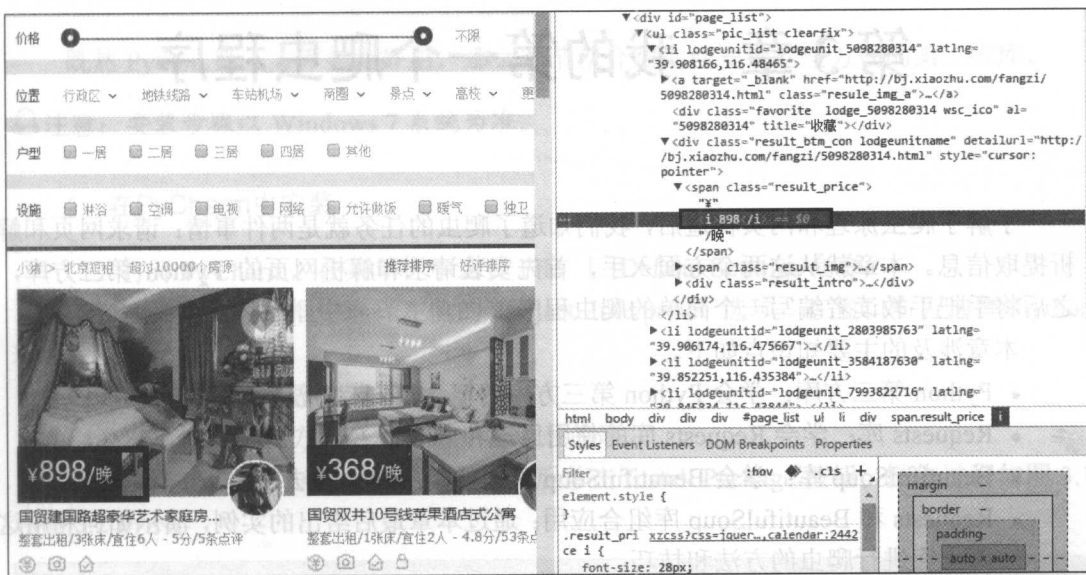 价格
不限
位置 行政区 地铁线路 车站机场 商圈 景点 高校 更
户型 一居 二居 三居 四居 其他
设施 淋浴 空调 电视 网络 允许做饭 暖气 独卫
小猪 > 北京短租 超过10000个房源 推荐排序 好评排序
¥898/晚
国贸建国路超豪华艺术家庭房...
整套出租/3张床/宜住6人 - 5分/5条点评
¥368/晚
国贸双井10号线苹果酒店式公寓
整套出租/1张床/宜住2人 - 4.8分/53条点
▼<div id="page_list">
▼<ul class="pic_list clearfix">
▼<li lodgeunitid="lodgeunit_5098280314" latlng=
"39.908166,116.48465">
▶<a target="_blank" href="http://bj.xiaozhu.com/fangzi/
5098280314.html" class="resule_img_a">…</a>
<div class="favorite lodge_5098280314 wsc_ico" al=
"5098280314" title="收藏"></div>
▼<div class="result_btm_con lodgeunitname" detailurl="http:/
/bj.xiaozhu.com/fangzi/5098280314.html" style="cursor:
pointer">
▼<span class="result_price">
"¥"
i 898 /i == $0
"/晚"
</span>
▶<span class="result_img">…</span>
▶<div class="result_intro">…</div>
</div>
</li>
▶<li lodgeunitid="lodgeunit_2803985763" latlng=
"39.906174,116.475667">…</li>
▶<li lodgeunitid="lodgeunit_3584187630" latlng=
"39.852251,116.435384">…</li>
▶<li lodgeunitid="lodgeunit_7993822716" latlng=
"39.845834,116.43844">…</li>
html body div div div #page_list ul li div span.result_price i
Styles Event Listeners DOM Breakpoints Properties
Filter :hov .cls +
element.style {
}
.result_pri xzcss?css=jquer…,calendar:2442
ce i {
font-size: 28px;
margin
border
padding-
auto × auto